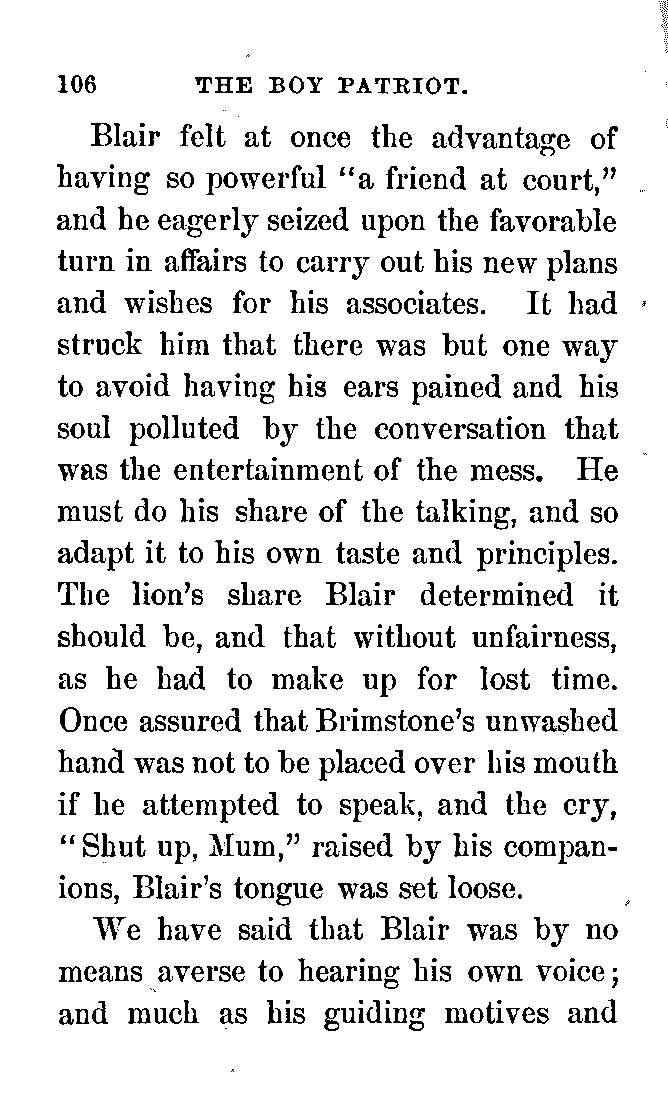 106 THE BOY PATRIOT.
Blair felt at once the advantage of
having so powerful “a friend at court,”
and he eagerly seized upon the favorable
turn in affairs to carry out his new plans
and wishes for his associates. It had
struck him that there was but one way
to avoid having his ears pained and his
soul polluted by the conversation that
was the entertainment of the mess. He
must do his share of the talking, and so
adapt it to his own taste and principles.
The lion’s share Blair determined it
should be, and that without unfairness,
as he had to make up for lost time.
Once assured that Brimstone’s unwashed
hand was not to be placed over his mouth
if he attempted to speak, and the cry,
“Shut up, Mum,” raised by his compan-
ions, Blair’s tongue was set loose.
We have said that Blair was by no
means averse to hearing his own voice;
and much as his guiding motives and